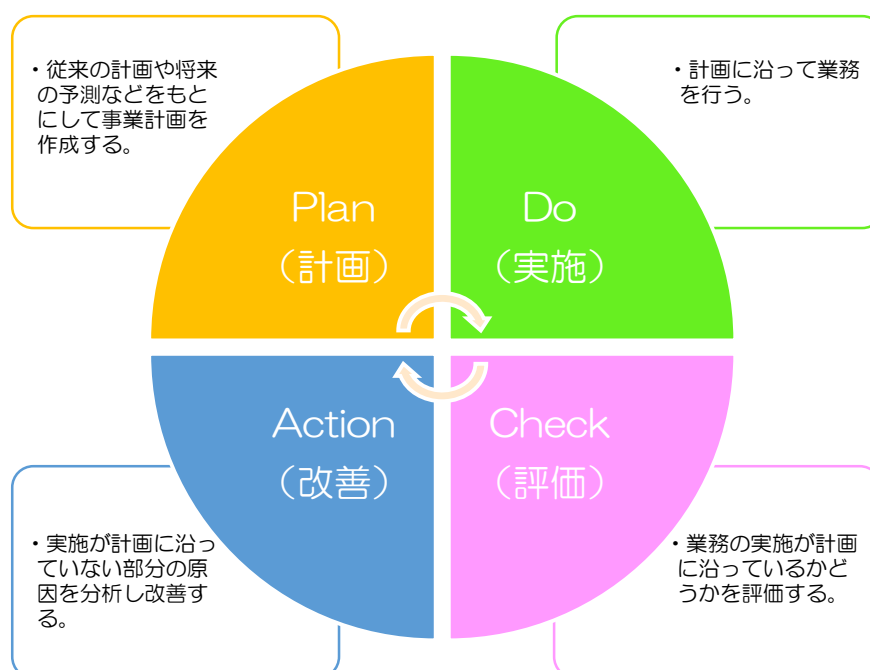 ・従来の計画や将来
の予測などをもと
にして事業計画を
作成する。
・計画に沿って業務
を行う。
Plan
（計画）
Do
（実施）
Action
（改善）
Check
（評価）
・実施が計画に沿っ
ていない部分の原
因を分析し改善す
る。
・業務の実施が計画
に沿っているかど
うかを評価する。